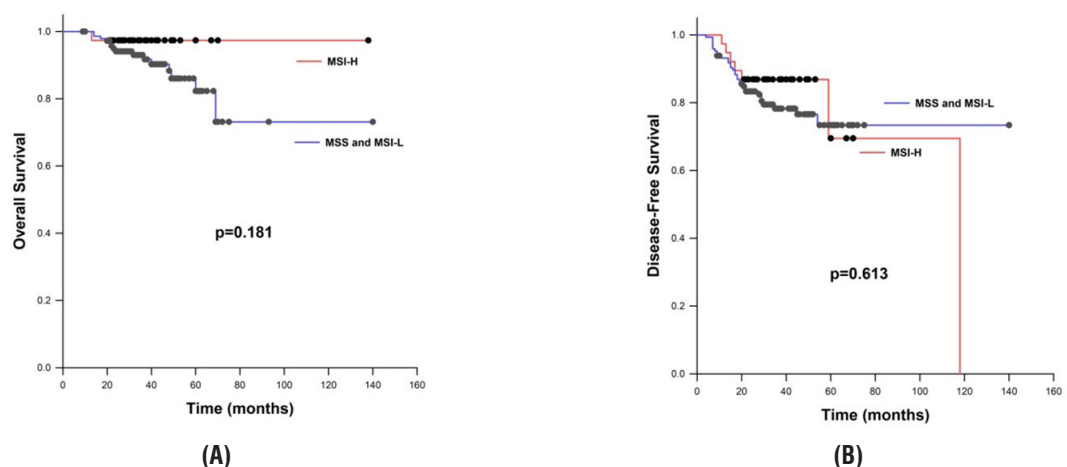 1.0
0.8
0.6
0.4
0.2
0.0
0
20
40
60
80
100
120
140
160
Overall Survival
Time (months)
MSI-H
MSS and MSI-L
p=0.181
(A)
1.0
0.8
0.6
0.4
0.2
0.0
0
20
40
60
80
100
120
140
160
Disease-Free Survival
Time (months)
MSS and MSI-L
MSI-H
p=0.613
(B)